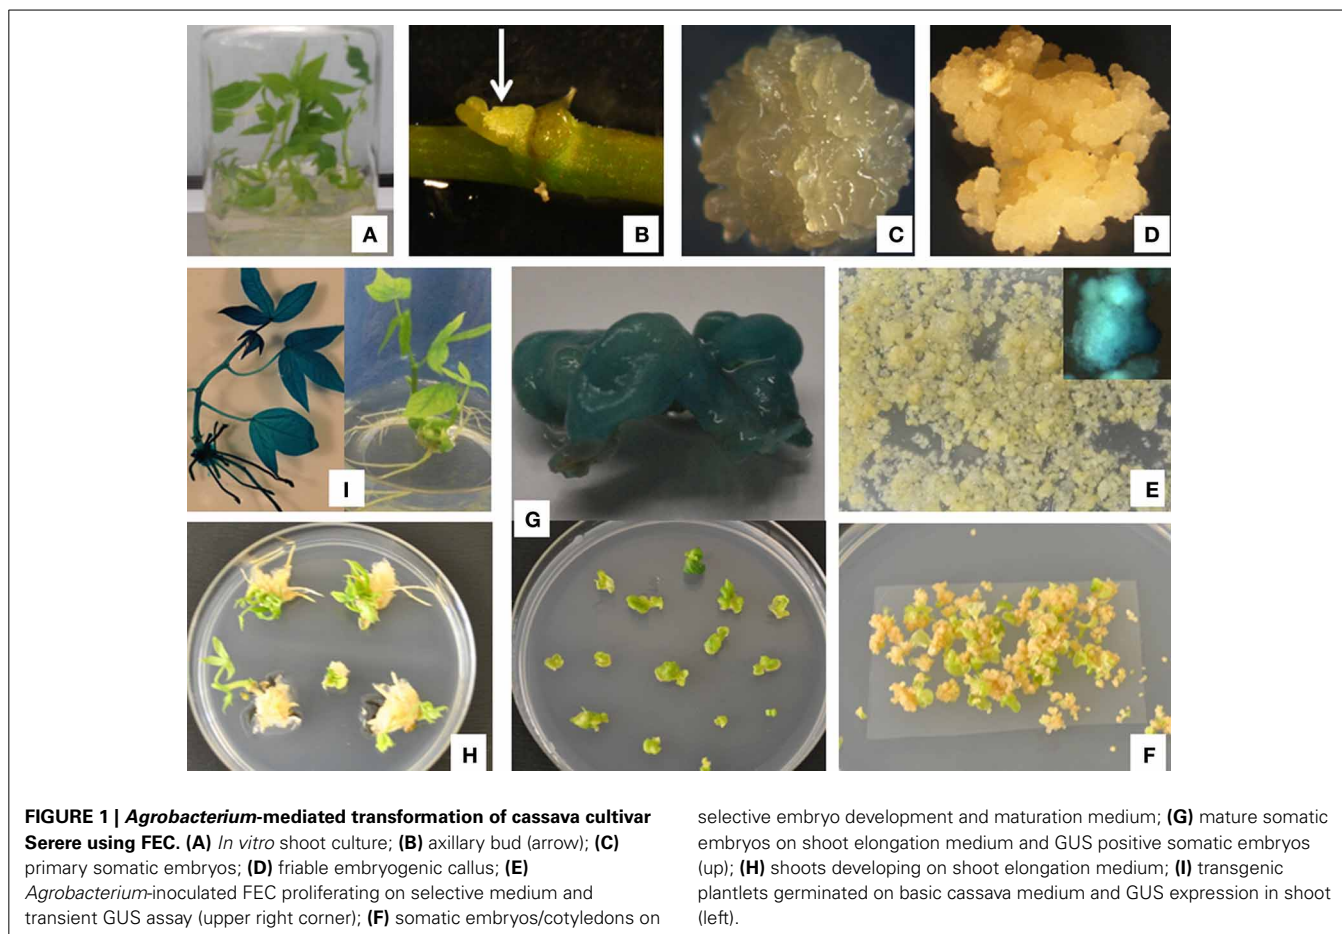 A
B
C
D
I
G
E
H
F
FIGURE 1 | Agrobacterium-mediated transformation of cassava cultivar
Serere using FEC. (A) In vitro shoot culture; (B) axillary bud (arrow); (C)
primary somatic embryos; (D) friable embryogenic callus; (E)
Agrobacterium-inoculated FEC proliferating on selective medium and
transient GUS assay (upper right corner); (F) somatic embryos/cotyledons on
selective embryo development and maturation medium; (G) mature somatic
embryos on shoot elongation medium and GUS positive somatic embryos
(up); (H) shoots developing on shoot elongation medium; (I) transgenic
plantlets germinated on basic cassava medium and GUS expression in shoot
(left).